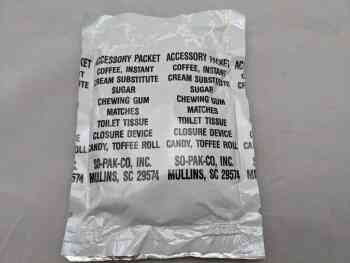 ACCESSORY PACKET ACCESSORY PACKET AC
COFFEE, INSTANT COFFEE, INSTANT
CREAM SUBSTITUTE CREAM SUBSTITUTE
SUGAR SUGAR
CHEWING GUM CHEWING GUM
MATCHES MATCHES
TOILET TISSUE TOILET TISSUE
CLOSURE DEVICE CLOSURE DEVICE
CANDY, TOFFEE ROLL CANDY, TOFFEE ROLL
SO-PAK-CO, INC. SO-PAK-CO, INC.
29574 MULLINS, SC 29574 MULLINS, SC 29574